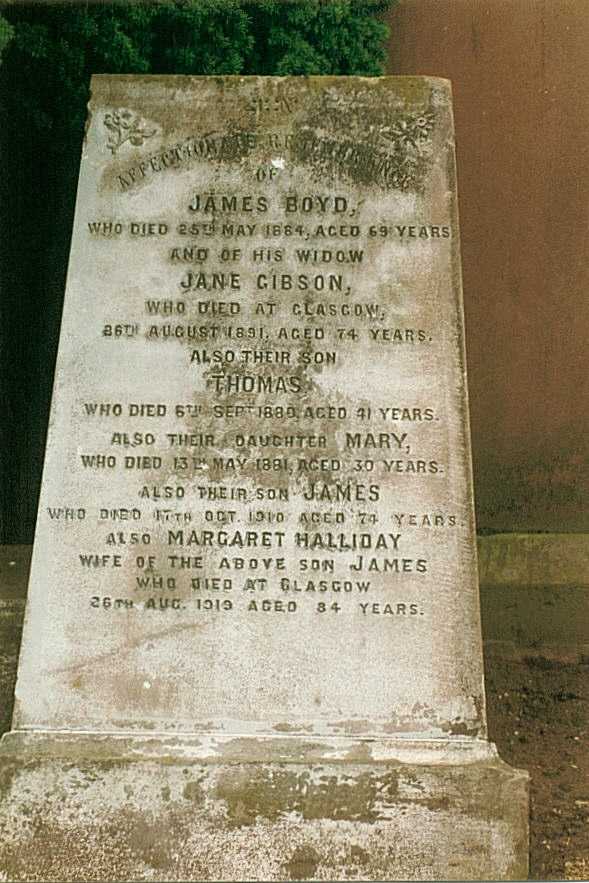 IN
AFFECTIONATE REMEMBRANCE
OF
JAMES BOYD,
WHO DIED 25TH MAY 1884, AGED 69 YEARS
AND OF HIS WIDOW
JANE GIBSON,
WHO DIED AT GLASGOW,
26TH AUGUST 1891, AGED 74 YEARS.
ALSO THEIR SON
THOMAS
WHO DIED 6TH SEPT 1889, AGED 41 YEARS.
ALSO THEIR DAUGHTER MARY,
WHO DIED 13TH MAY 1881, AGED 30 YEARS.
ALSO THEIR SON JAMES
WHO DIED 17TH OCT. 1910 AGED 74 YEARS.
ALSO MARGARET HALLIDAY
WIFE OF THE ABOVE SON JAMES
WHO DIED AT GLASGOW
26TH AUG. 1919 AGED 84 YEARS.